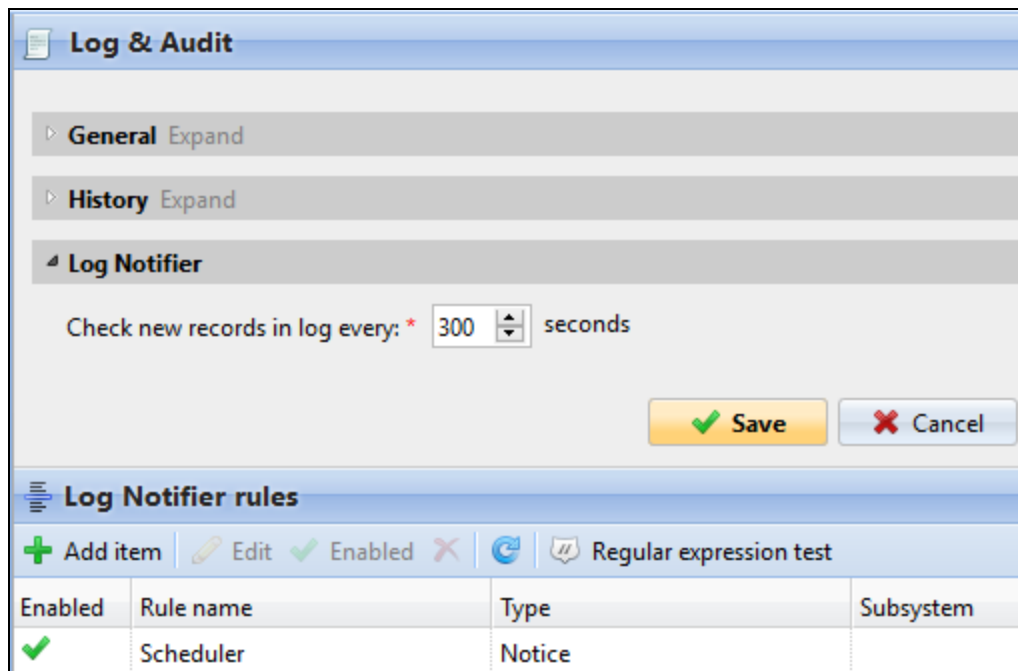 Log & Audit
General Expand
History Expand
Log Notifier
Check new records in log every: * 300 seconds
Save Cancel
Log Notifier rules
Add item Edit Enabled Regular expression test
Enabled Rule name Type Subsystem
Scheduler Notice